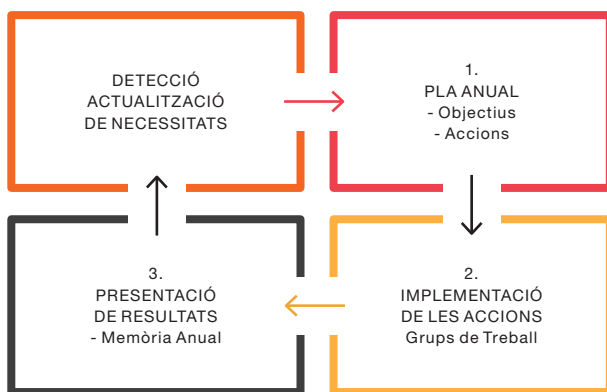 DETECCIÓ
ACTUALITZACIÓ
DE NECESSITATS
1.
PLA ANUAL
- Objectius
- Accions
2.
IMPLEMENTACIÓ
DE LES ACCIONS
Grups de Treball
3.
PRESENTACIÓ
DE RESULTATS
- Memòria Anual